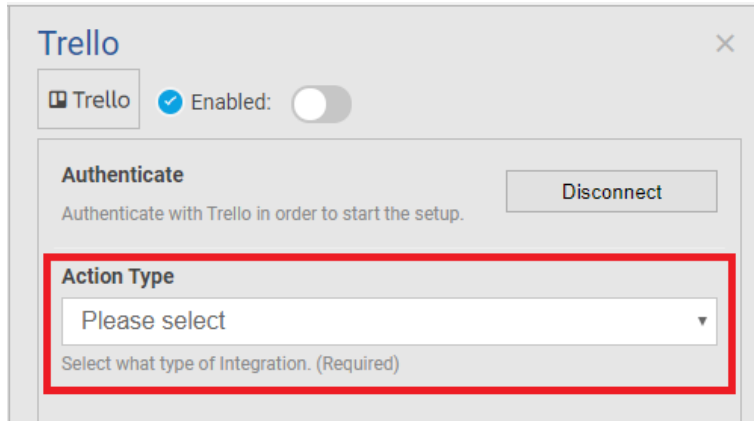 Trello
Trello Enabled:
Authenticate
Disconnect
Authenticate with Trello in order to start the setup.
Action Type
Please select
Select what type of Integration. (Required)